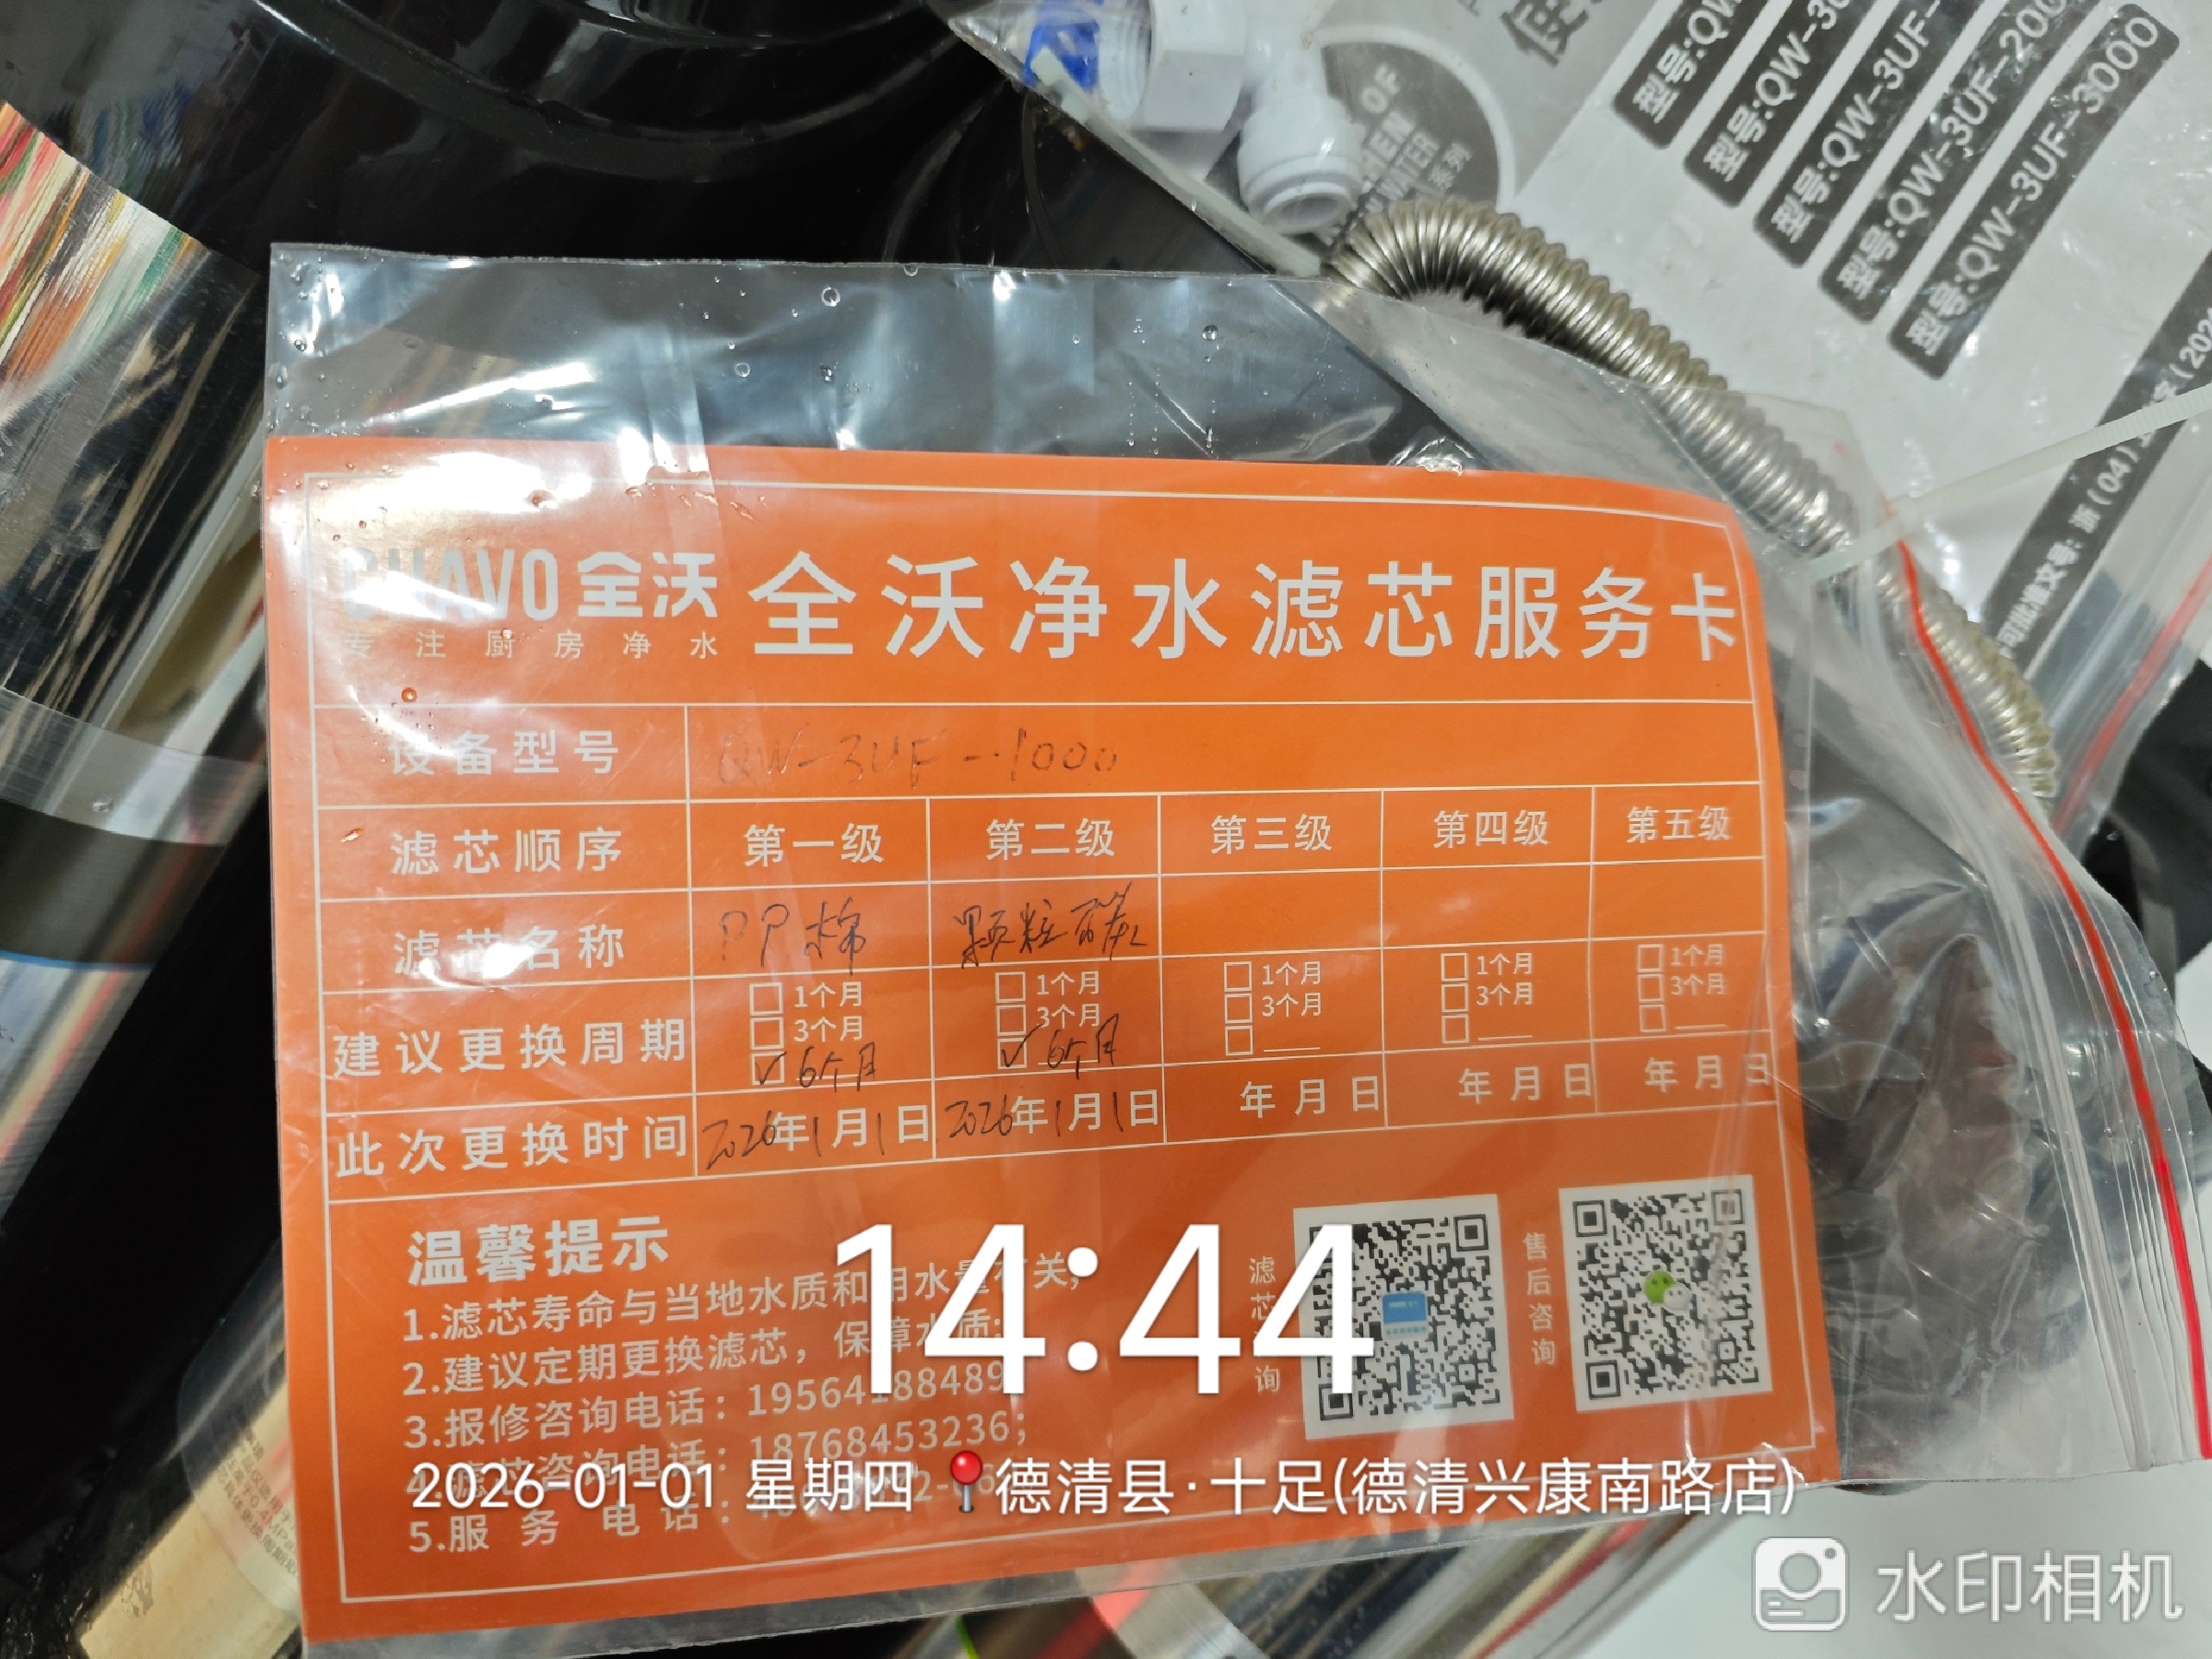 型号:QW-3UF-200
型号:QW-3UF-3000
CHAVO 全沃
专注厨房净水
全沃净水滤芯服务卡
设备型号 QW-3UF-1000
滤芯顺序 第一级 第二级 第三级 第四级 第五级
滤芯名称 PP棉 颗粒碳
建议更换周期
1个月 1个月 1个月 1个月 1个月
3个月 3个月 3个月 3个月 3个月
✓6个月 ✓6个月
此次更换时间 2026年1月1日 2026年1月1日 年月日 年月日 年月日
温馨提示
1.滤芯寿命与当地水质和用水量有关,
2.建议定期更换滤芯，保障水质;
3.报修咨询电话：
4.滤芯咨询电话：18768453236;
5.服务电话:
滤芯咨询
售后咨询
14:44
2026-01-01 星期四 德清县·十足(德清兴康南路店)
水印相机